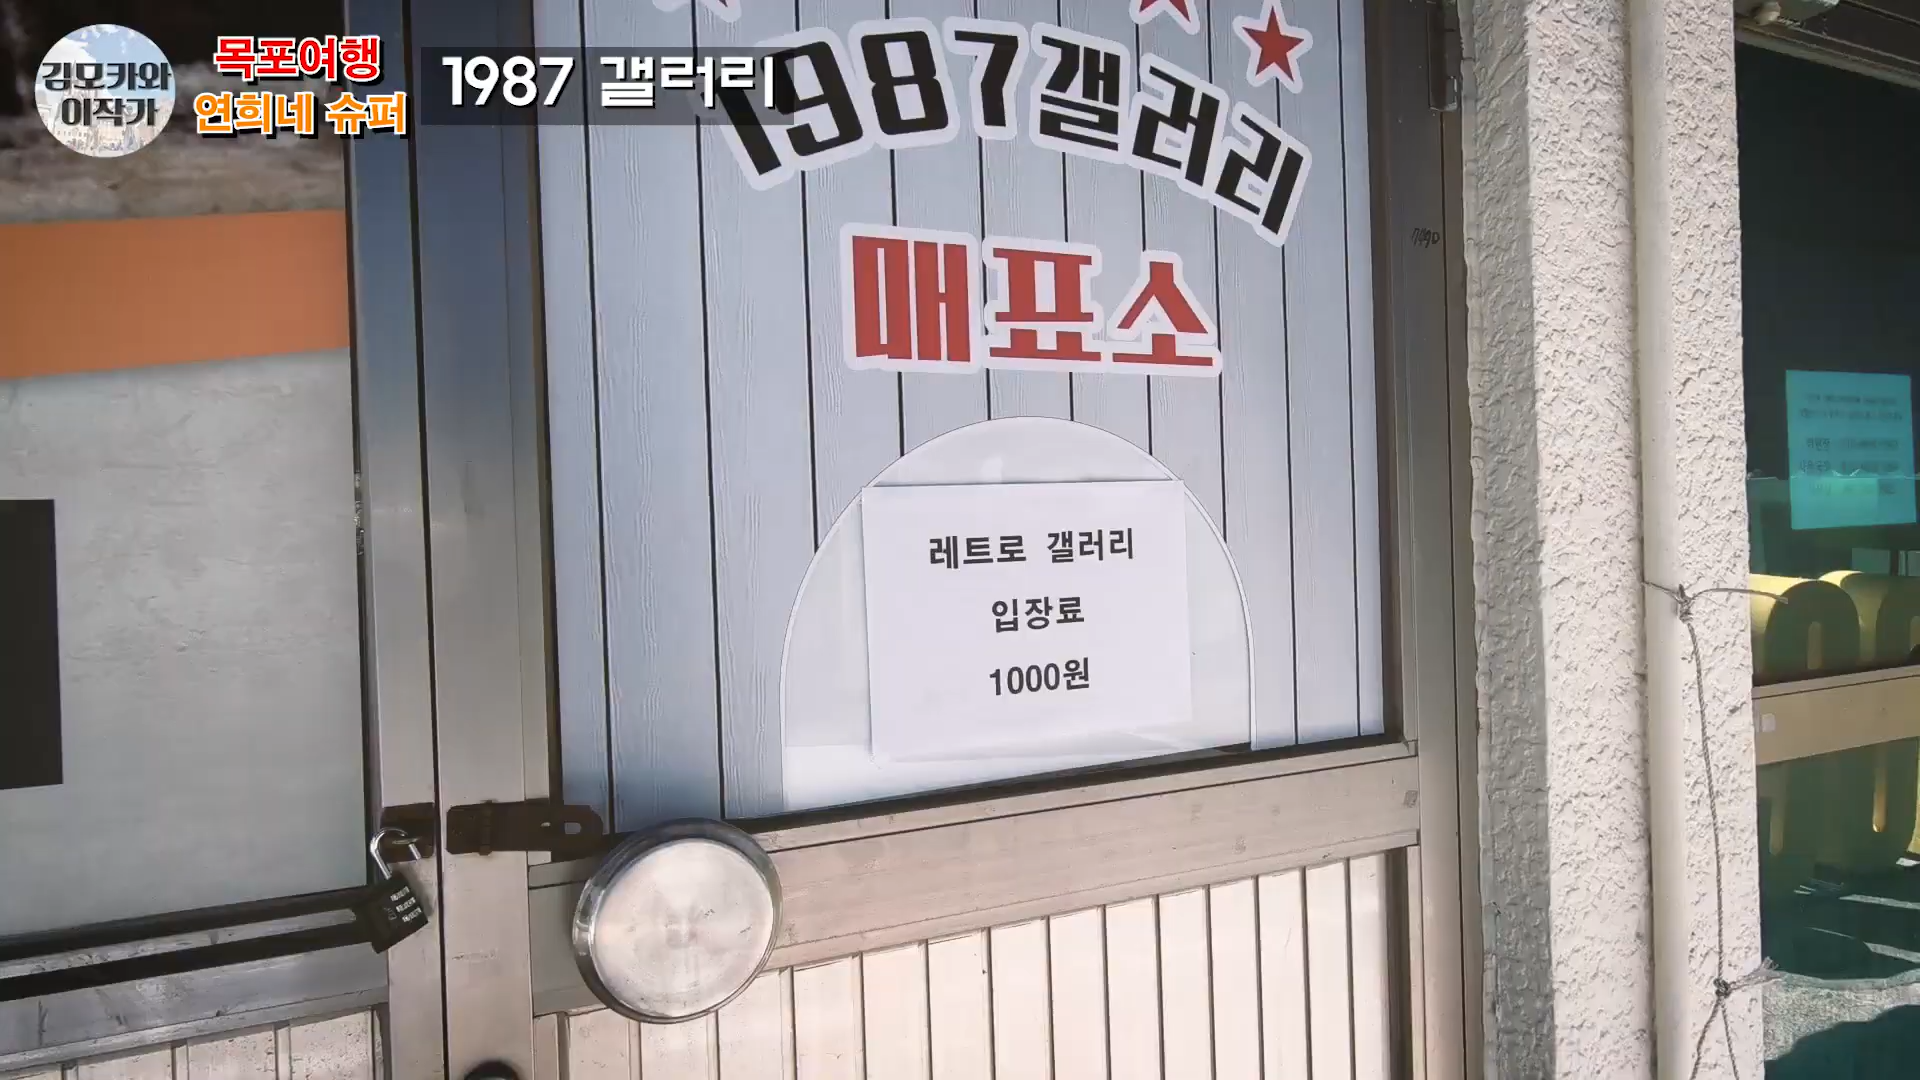 김모카와
이작가
목포여행
연희네 슈퍼
1987 갤러리
1987갤러리
매표소
레트로 갤러리
입장료
1000원